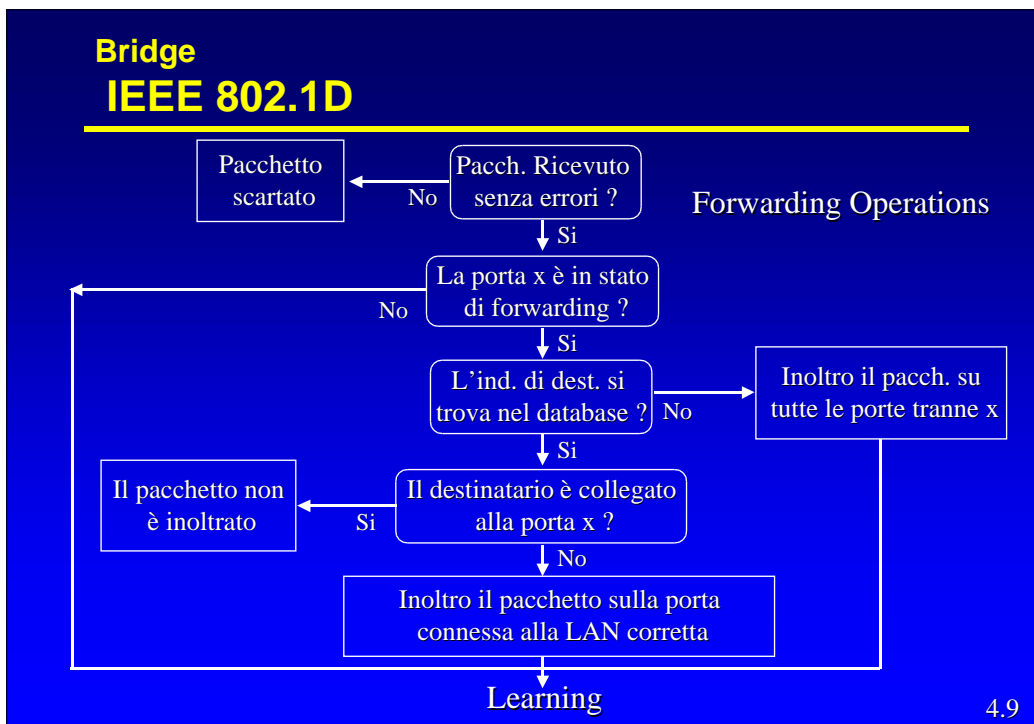 Bridge
IEEE 802.1D
Pacchetto
scartato
No
Pacch. Ricevuto
senza errori ?
Forwarding Operations
Si
La porta x è in stato
di forwarding ?
No
Si
L'ind. di dest. si
trova nel database ?
No
Inoltro il pacch. su
tutte le porte tranne x
Si
Il pacchetto non
è inoltrato
Si
Il destinatario è collegato
alla porta x ?
No
Inoltro il pacchetto sulla porta
connessa alla LAN corretta
Learning
4.9